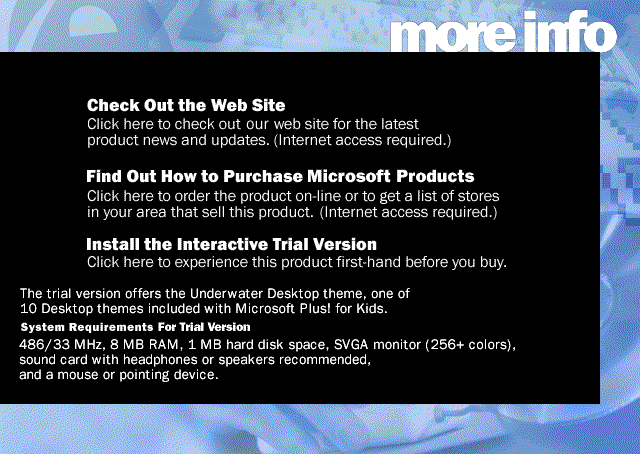 more info
Check Out the Web Site
Click here to check out our web site for the latest
product news and updates. (Internet access required.)
Find Out How to Purchase Microsoft Products
Click here to order the product on-line or to get a list of stores
in your area that sell this product. (Internet access required.)
Install the Interactive Trial Version
Click here to experience this product first-hand before you buy.
The trial version offers the Underwater Desktop theme, one of
10 Desktop themes included with Microsoft Plus! for Kids.
System Requirements For Trial Version
486/33 MHz, 8 MB RAM, 1 MB hard disk space, SVGA monitor (256+ colors),
sound card with headphones or speakers recommended,
and a mouse or pointing device.